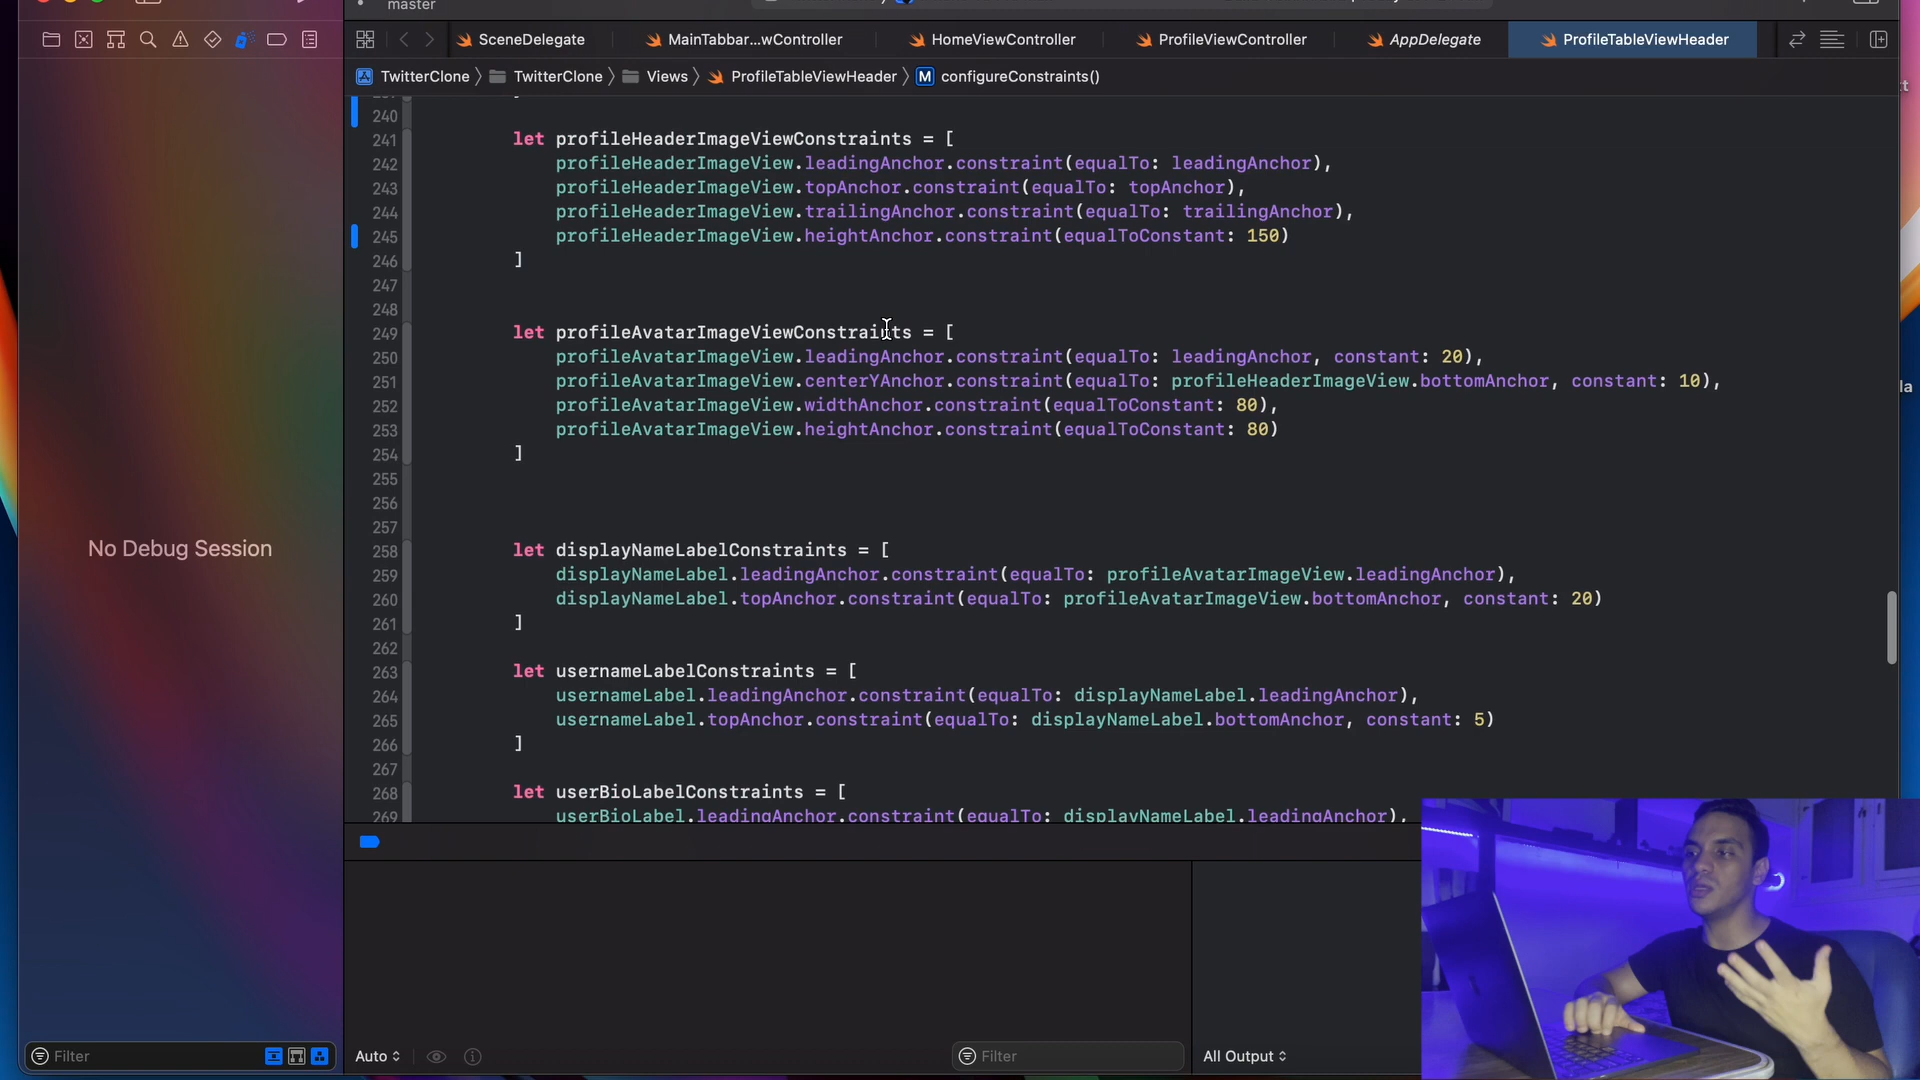 master
SceneDelegate
MainTabbar...wController
HomeViewController
ProfileViewController
AppDelegate
ProfileTableViewHeader
TwitterClone
TwitterClone
Views
ProfileTableViewHeader
M
configureConstraints()
240
241 let profileHeaderImageViewConstraints = [
242 profileHeaderImageView.leadingAnchor.constraint(equalTo: leadingAnchor),
243 profileHeaderImageView.topAnchor.constraint(equalTo: topAnchor),
244 profileHeaderImageView.trailingAnchor.constraint(equalTo: trailingAnchor),
245 profileHeaderImageView.heightAnchor.constraint(equalToConstant: 150)
246 ]
247
248
249 let profileAvatarImageViewConstraints = [
250 profileAvatarImageView.leadingAnchor.constraint(equalTo: leadingAnchor, constant: 20),
251 profileAvatarImageView.centerYAnchor.constraint(equalTo: profileHeaderImageView.bottomAnchor, constant: 10),
252 profileAvatarImageView.widthAnchor.constraint(equalToConstant: 80),
253 profileAvatarImageView.heightAnchor.constraint(equalToConstant: 80)
254 ]
255
256
257
258 let displayNameLabelConstraints = [
259 displayNameLabel.leadingAnchor.constraint(equalTo: profileAvatarImageView.leadingAnchor),
260 displayNameLabel.topAnchor.constraint(equalTo: profileAvatarImageView.bottomAnchor, constant: 20)
261 ]
262
263 let usernameLabelConstraints = [
264 usernameLabel.leadingAnchor.constraint(equalTo: displayNameLabel.leadingAnchor),
265 usernameLabel.topAnchor.constraint(equalTo: displayNameLabel.bottomAnchor, constant: 5)
266 ]
267
268 let userBioLabelConstraints = [
269 userBioLabel.leadingAnchor.constraint(equalTo: displayNameLabel.leadingAnchor),
No Debug Session
Filter
Auto
Filter
All Output